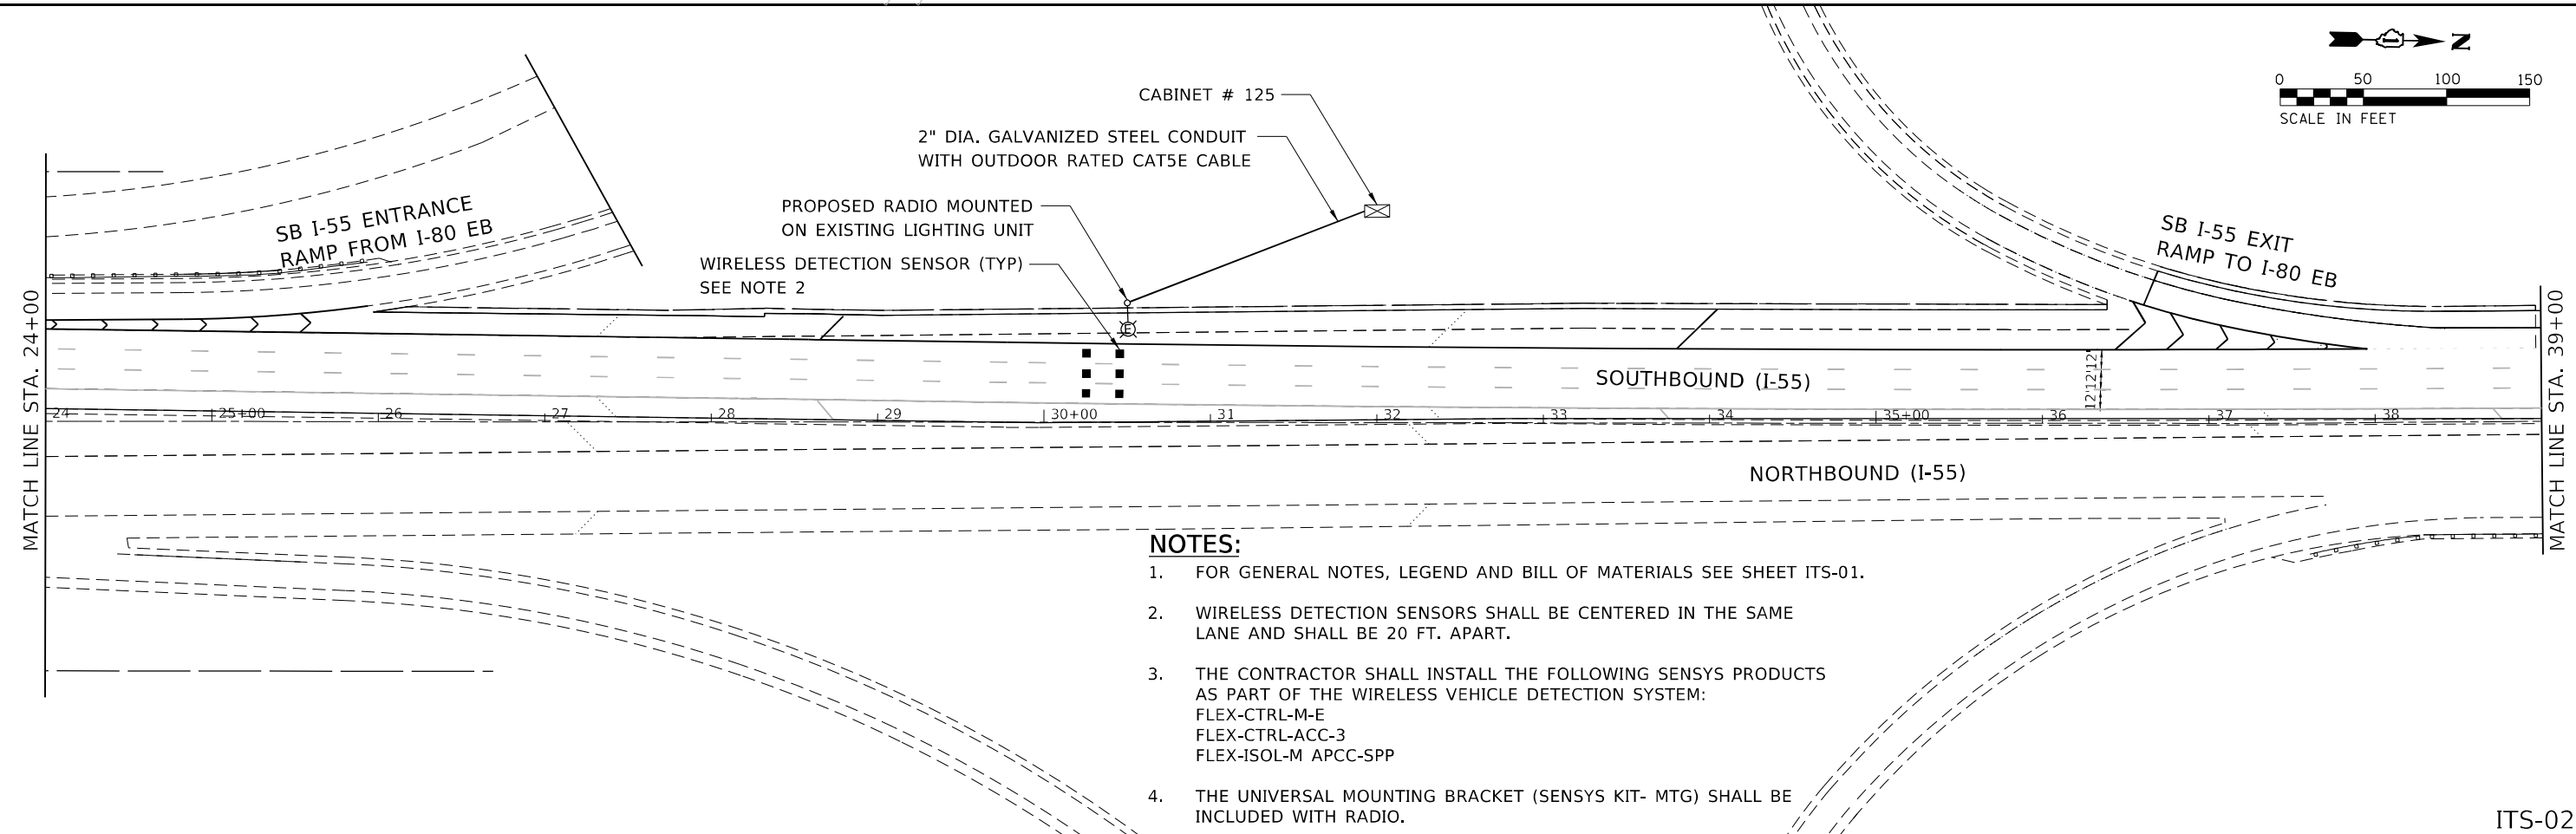 N
0 50 100 150
SCALE IN FEET
CABINET # 125
2" DIA. GALVANIZED STEEL CONDUIT
WITH OUTDOOR RATED CAT5E CABLE
PROPOSED RADIO MOUNTED
ON EXISTING LIGHTING UNIT
WIRELESS DETECTION SENSOR (TYP)
SEE NOTE 2
SB I-55 ENTRANCE
RAMP FROM I-80 EB
SB I-55 EXIT
RAMP TO I-80 EB
MATCH LINE STA. 24+00
MATCH LINE STA. 39+00
E
SOUTHBOUND (I-55)
12'12'12'
24 25+00 26 27 28 29 30+00 31 32 33 34 35+00 36 37 38
NORTHBOUND (I-55)
NOTES:
1. FOR GENERAL NOTES, LEGEND AND BILL OF MATERIALS SEE SHEET ITS-01.
2. WIRELESS DETECTION SENSORS SHALL BE CENTERED IN THE SAME
LANE AND SHALL BE 20 FT. APART.
3. THE CONTRACTOR SHALL INSTALL THE FOLLOWING SENSYS PRODUCTS
AS PART OF THE WIRELESS VEHICLE DETECTION SYSTEM:
FLEX-CTRL-M-E
FLEX-CTRL-ACC-3
FLEX-ISOL-M APCC-SPP
4. THE UNIVERSAL MOUNTING BRACKET (SENSYS KIT- MTG) SHALL BE
INCLUDED WITH RADIO.
ITS-02